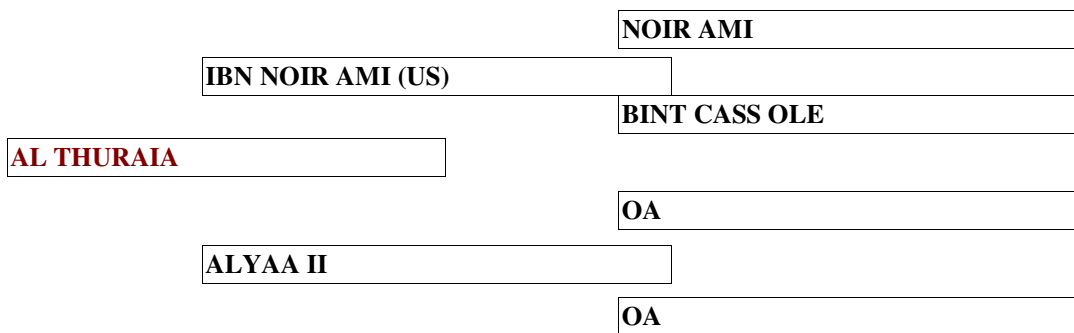 NOIR AMI
IBN NOIR AMI (US)
BINT CASS OLE
AL THURAIA
OA
ALYAA II
OA